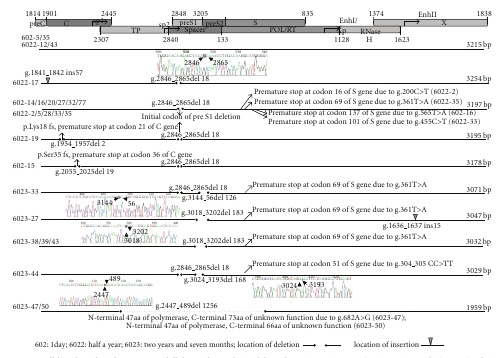 1814 1901 2445 2848 3205 835 1374 1838
preC C sp2 preS1 preS2 S EnhI/ EnhII
TP Spacer POL/RT RNase X
602-5/35 2307 2840 133 1128 H 1623
6022-12/43 3215 bp
2846 2865
g.1841_1842 ins57 g.2846_2865del 18 3254 bp
6022-17
Premature stop at codon 16 of S gene due to g.200C>T (6022-2)
602-14/16/20/27/32/77 g.2846_2865del 18 Premature stop at codon 69 of S gene due to g.361T>A (6022-35) 3197 bp
6022-2/5/28/33/35 Premature stop at codon 137 of S gene due to g.565T>A (602-16)
Initial codon of pre S1 deletion Premature stop at codon 101 of S gene due to g.455C>T (6022-33)
p.Lys18 fs, premature stop at codon 21 of C gene
6022-19 g.2846_2865del 18 3195 bp
g.1954_1957del 2
p.Ser35 fs, premature stop at codon 36 of C gene
602-15 g.2846_2865del 18 3178 bp
g.2055_2025del 19
6023-33 g.2846_2865del 18 Premature stop at codon 69 of S gene due to g.361T>A 3071 bp
3144 56 g.3144_56del 126
6023-27 g.3018_3202del 183 Premature stop at codon 69 of S gene due to g.361T>A 3047 bp
3202 g.1636_1637 ins15
3018 Premature stop at codon 69 of S gene due to g.361T>A
6023-38/39/43 g.3018_3202del 183 3032 bp
6023-44 g.2846_2865del 18 Premature stop at codon 51 of S gene due to g.304_305 CC>TT 3029 bp
489 g.3024_3193del 168 3193
2447 3024
6023-47/50 g.2447_489del 1256 1959 bp
N-terminal 47aa of polymerase, C-terminal 73aa of unknown function due to g.682A>G (6023-47);
N-terminal 47aa of polymerase, C-terminal 66aa of unknown function (6023-50)
602: 1day; 6022: half a year; 6023: two years and seven months; location of deletion location of insertion